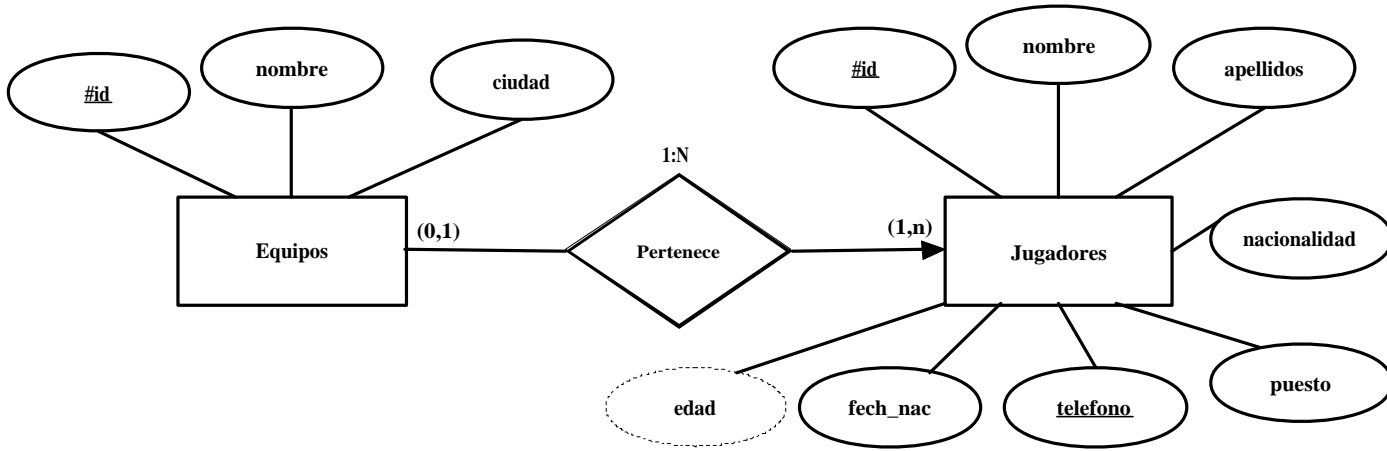 #id
nombre
ciudad
#id
nombre
apellidos
1:N
Equipos
(0,1)
Pertenece
(1,n)
Jugadores
nacionalidad
edad
fech_nac
telefono
puesto